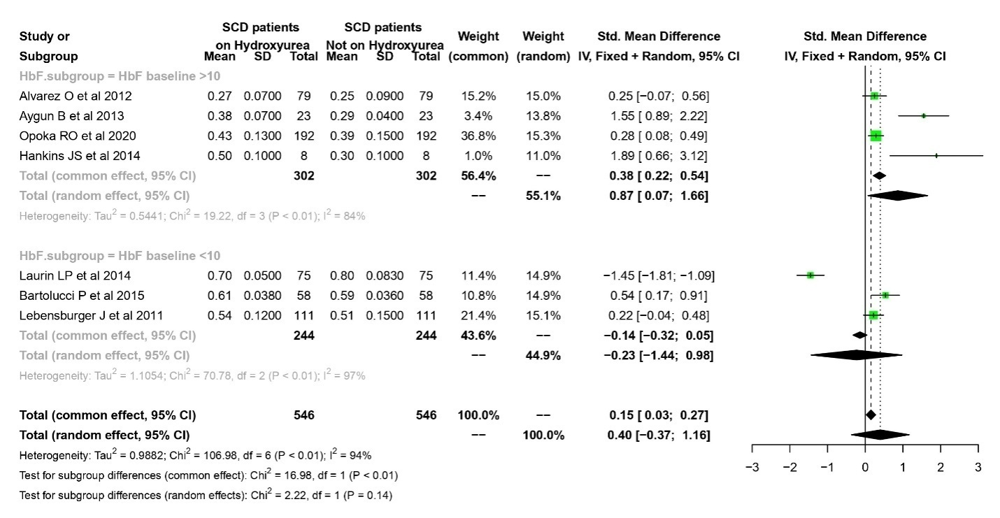 SCD patients SCD patients
Study or on Hydroxyurea Not on Hydroxyurea Weight Weight Std. Mean Difference Std. Mean Difference
Subgroup Mean SD Total Mean SD Total (common) (random) IV, Fixed + Random, 95% CI IV, Fixed + Random, 95% CI
HbF.subgroup = HbF baseline >10
Alvarez O et al 2012 0.27 0.0700 79 0.25 0.0900 79 15.2% 15.0% 0.25 [−0.07; 0.56]
Aygun B et al 2013 0.38 0.0700 23 0.29 0.0400 23 3.4% 13.8% 1.55 [ 0.89; 2.22]
Opoka RO et al 2020 0.43 0.1300 192 0.39 0.1500 192 36.8% 15.3% 0.28 [ 0.08; 0.49]
Hankins JS et al 2014 0.50 0.1000 8 0.30 0.1000 8 1.0% 11.0% 1.89 [ 0.66; 3.12]
Total (common effect, 95% CI) 302 302 56.4% −− 0.38 [ 0.22; 0.54]
Total (random effect, 95% CI) −− 55.1% 0.87 [ 0.07; 1.66]
Heterogeneity: Tau² = 0.5441; Chi² = 19.22, df = 3 (P < 0.01); I² = 84%
HbF.subgroup = HbF baseline <10
Laurin LP et al 2014 0.70 0.0500 75 0.80 0.0830 75 11.4% 14.9% −1.45 [−1.81; −1.09]
Bartolucci P et al 2015 0.61 0.0380 58 0.59 0.0360 58 10.8% 14.9% 0.54 [ 0.17; 0.91]
Lebensburger J et al 2011 0.54 0.1200 111 0.51 0.1500 111 21.4% 15.1% 0.22 [−0.04; 0.48]
Total (common effect, 95% CI) 244 244 43.6% −− −0.14 [−0.32; 0.05]
Total (random effect, 95% CI) −− 44.9% −0.23 [−1.44; 0.98]
Heterogeneity: Tau² = 1.1054; Chi² = 70.78, df = 2 (P < 0.01); I² = 97%
Total (common effect, 95% CI) 546 546 100.0% −− 0.15 [ 0.03; 0.27]
Total (random effect, 95% CI) −− 100.0% 0.40 [−0.37; 1.16]
Heterogeneity: Tau² = 0.9882; Chi² = 106.98, df = 6 (P < 0.01); I² = 94%
Test for subgroup differences (common effect): Chi² = 16.98, df = 1 (P < 0.01)
Test for subgroup differences (random effects): Chi² = 2.22, df = 1 (P = 0.14)
−3 −2 −1 0 1 2 3